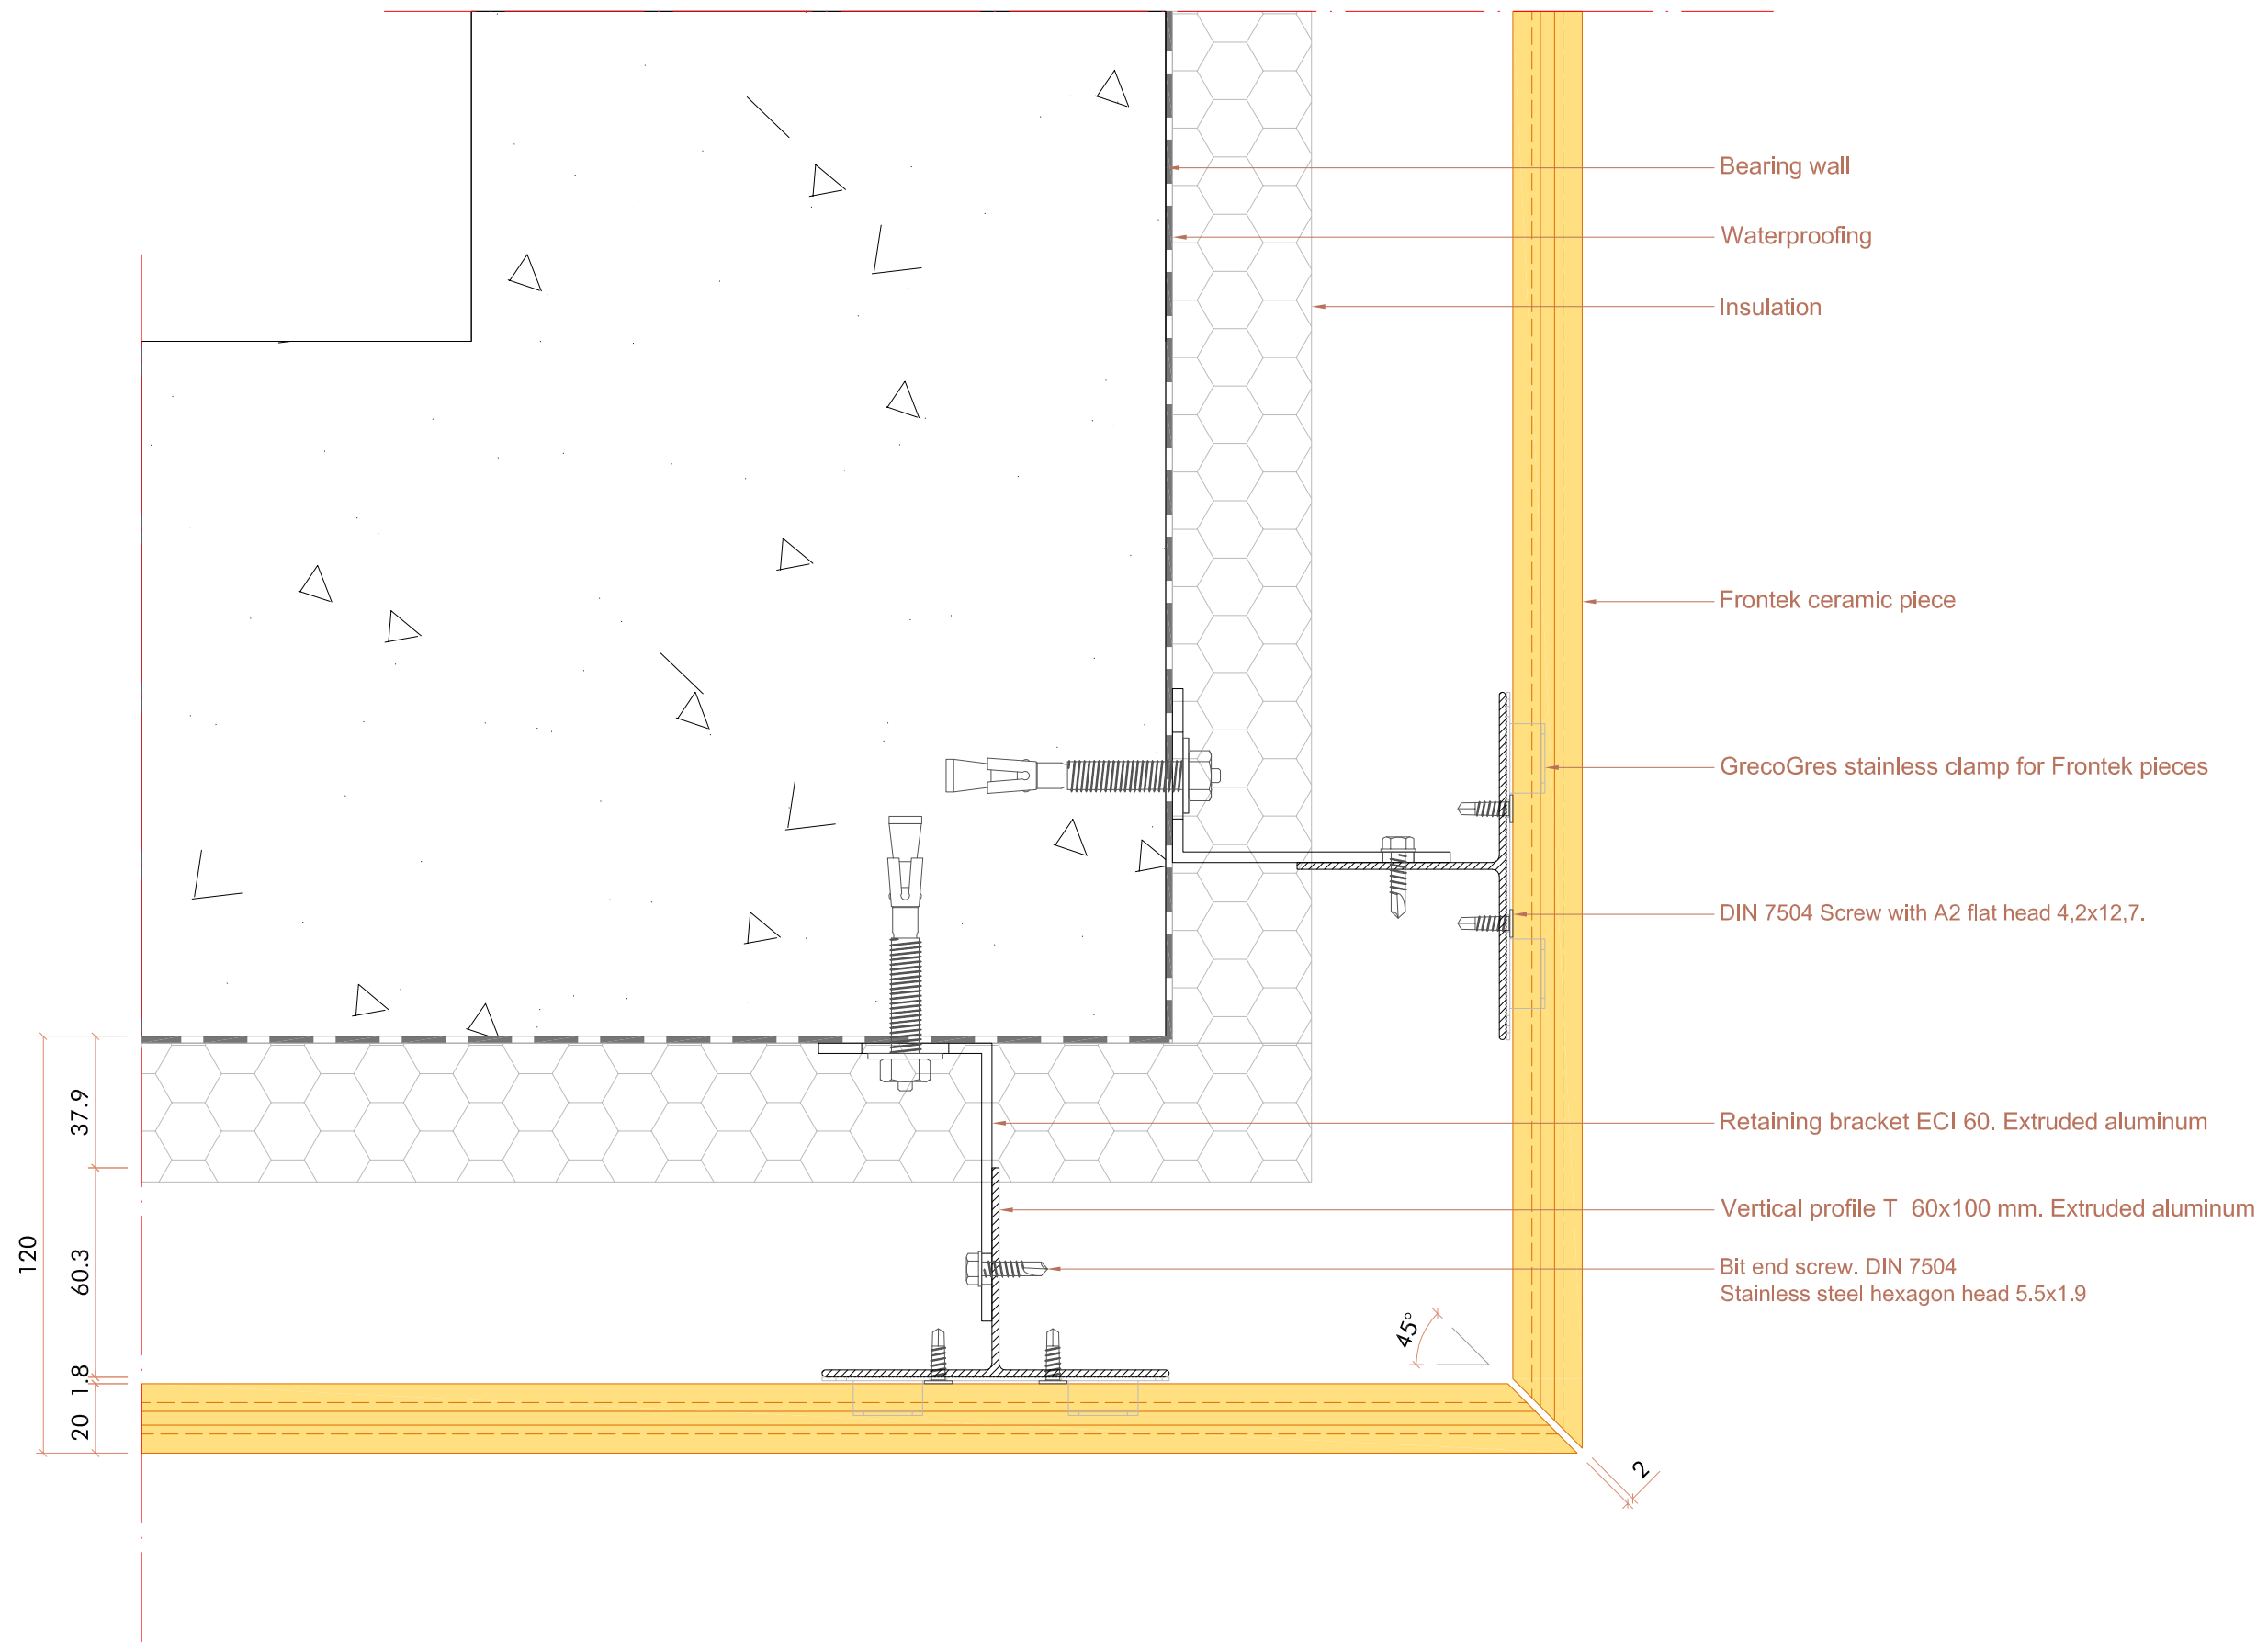 Bearing wall
Waterproofing
Insulation
Frontek ceramic piece
GrecoGres stainless clamp for Frontek pieces
DIN 7504 Screw with A2 flat head 4,2x12,7.
Retaining bracket ECI 60. Extruded aluminum
Vertical profile T 60x100 mm. Extruded aluminum
Bit end screw. DIN 7504
Stainless steel hexagon head 5.5x1.9
37.9
120
60.3
1.8
20
45°
2